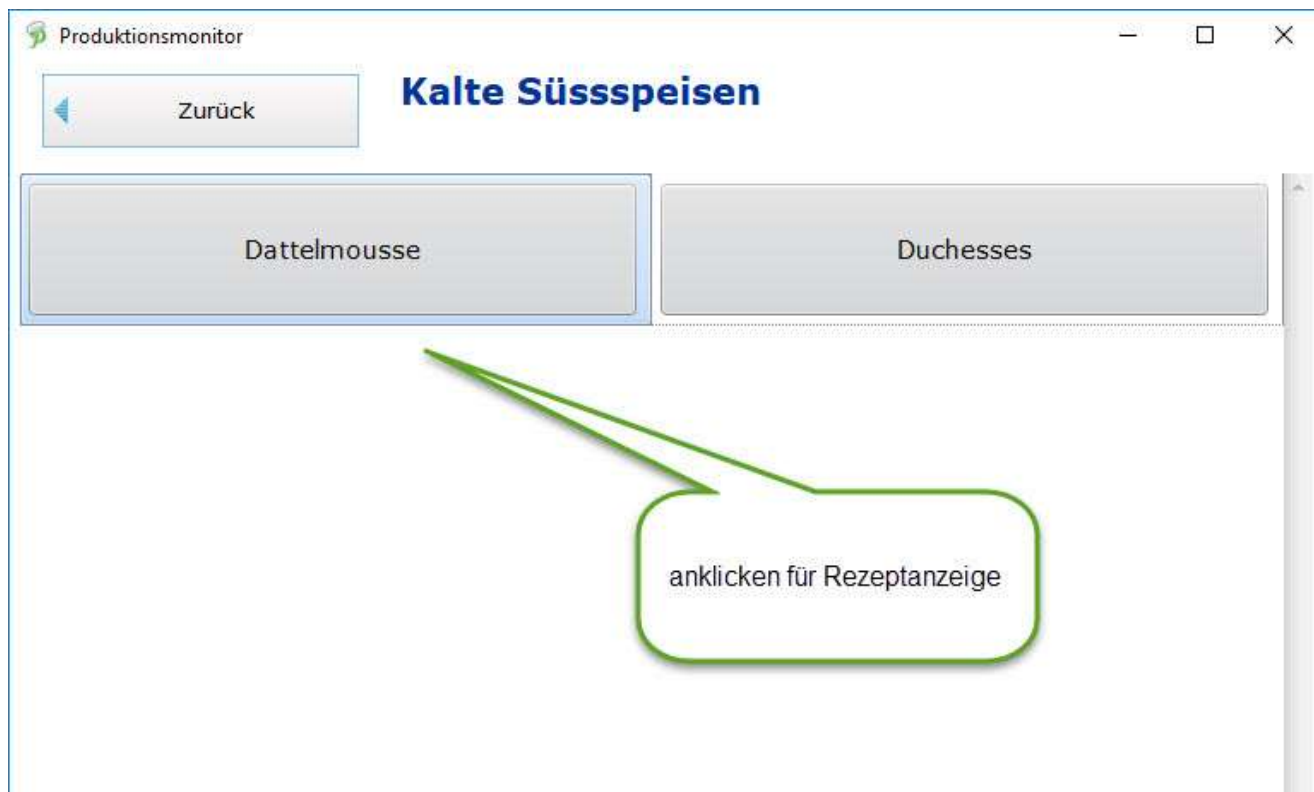 Produktionsmonitor
Zurück
Kalte Süssspeisen
Dattelmousse
Duchesses
anklicken für Rezeptanzeige